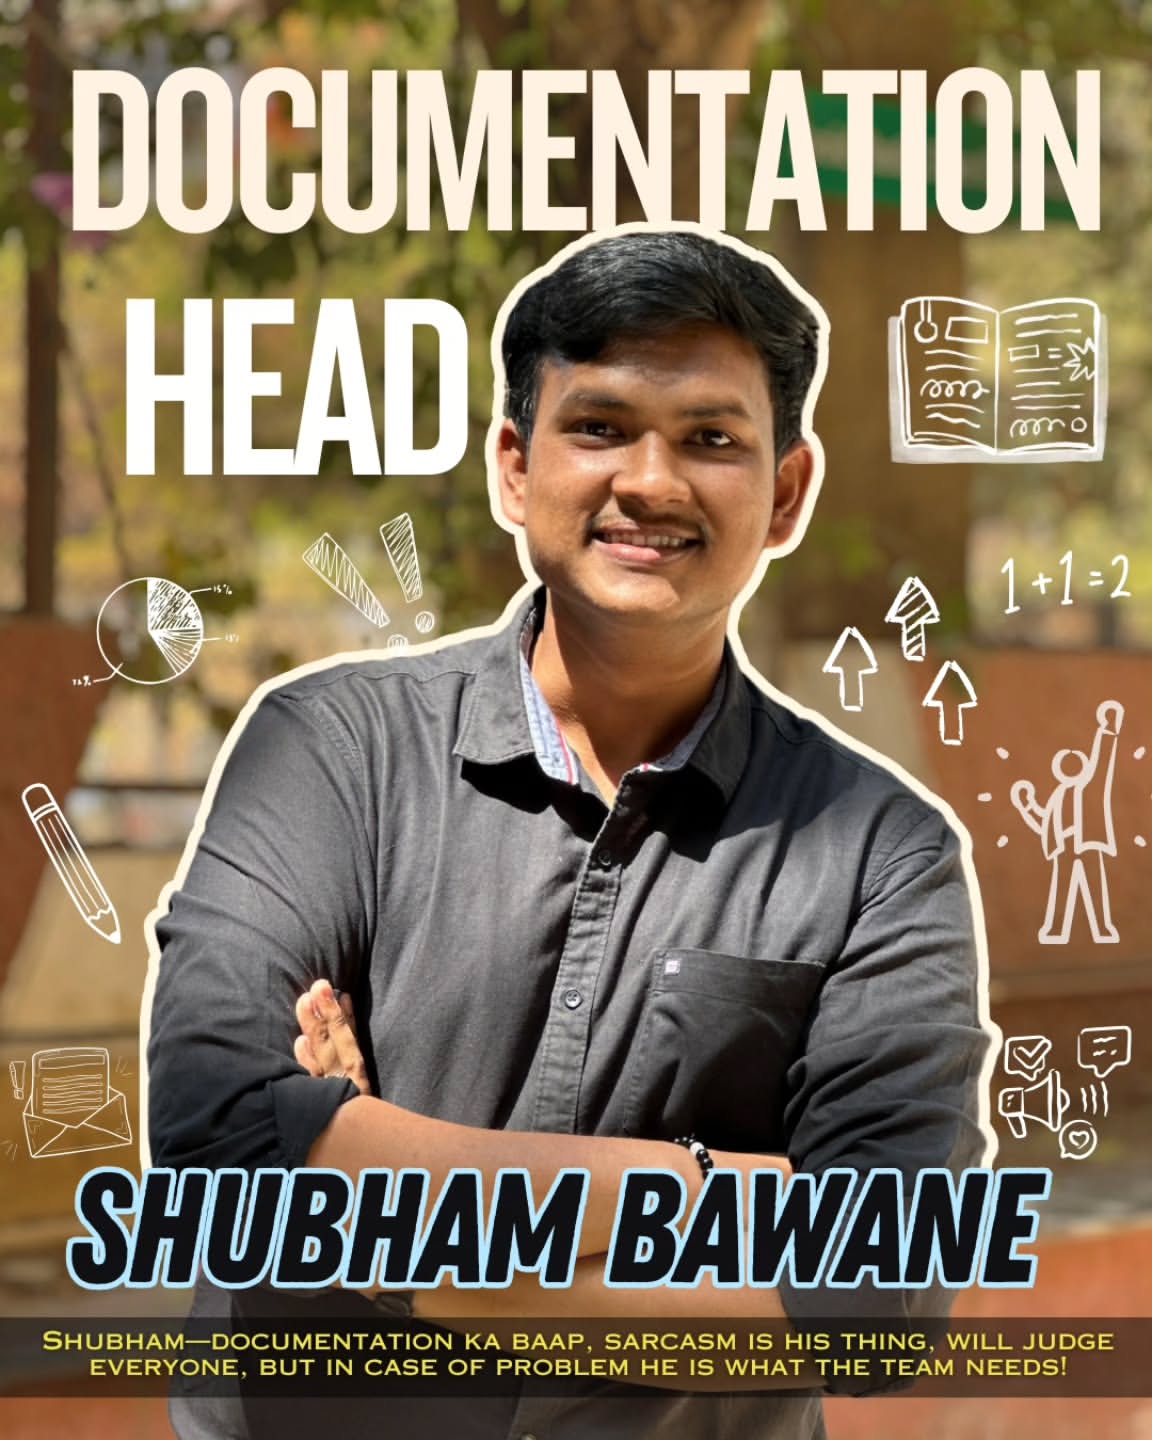 DOCUMENTATION
HEAD
15%
1+1=2
SHUBHAM BAWANE
SHUBHAM—DOCUMENTATION KA BAAP, SARCASM IS HIS THING, WILL JUDGE
EVERYONE, BUT IN CASE OF PROBLEM HE IS WHAT THE TEAM NEEDS!